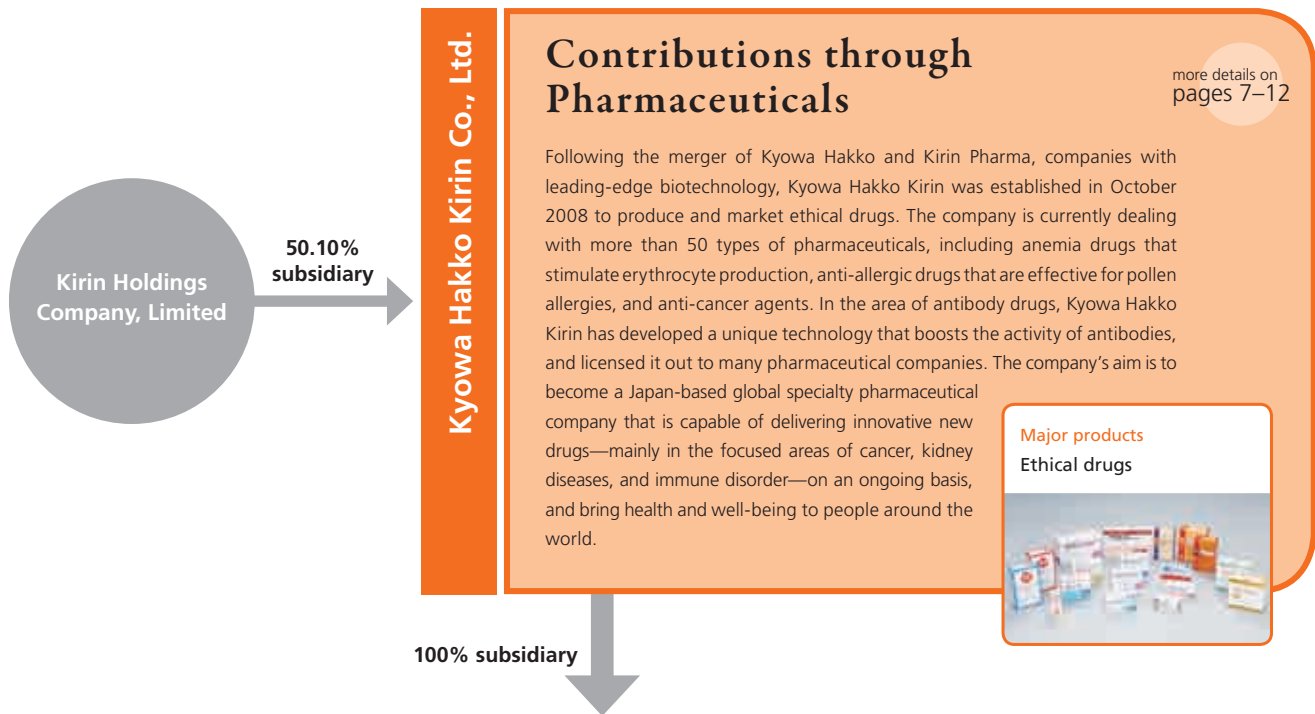 Kirin Holdings
Company, Limited
50.10%
subsidiary
Kyowa Hakko Kirin Co., Ltd.
Contributions through
Pharmaceuticals
more details on
pages 7–12
Following the merger of Kyowa Hakko and Kirin Pharma, companies with
leading-edge biotechnology, Kyowa Hakko Kirin was established in October
2008 to produce and market ethical drugs. The company is currently dealing
with more than 50 types of pharmaceuticals, including anemia drugs that
stimulate erythrocyte production, anti-allergic drugs that are effective for pollen
allergies, and anti-cancer agents. In the area of antibody drugs, Kyowa Hakko
Kirin has developed a unique technology that boosts the activity of antibodies,
and licensed it out to many pharmaceutical companies. The company’s aim is to
become a Japan-based global specialty pharmaceutical
company that is capable of delivering innovative new
drugs—mainly in the focused areas of cancer, kidney
diseases, and immune disorder—on an ongoing basis,
and bring health and well-being to people around the
world.
Major products
Ethical drugs
100% subsidiary